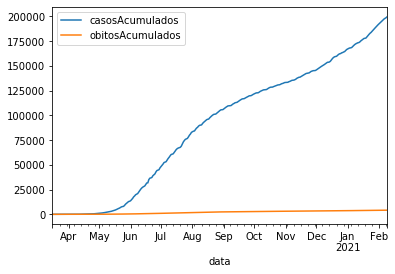 casosAcumulados
obitosAcumulados
200000
175000
150000
125000
100000
75000
50000
25000
0
Apr May Jun Jul Aug Sep Oct Nov Dec Jan Feb
2021
data